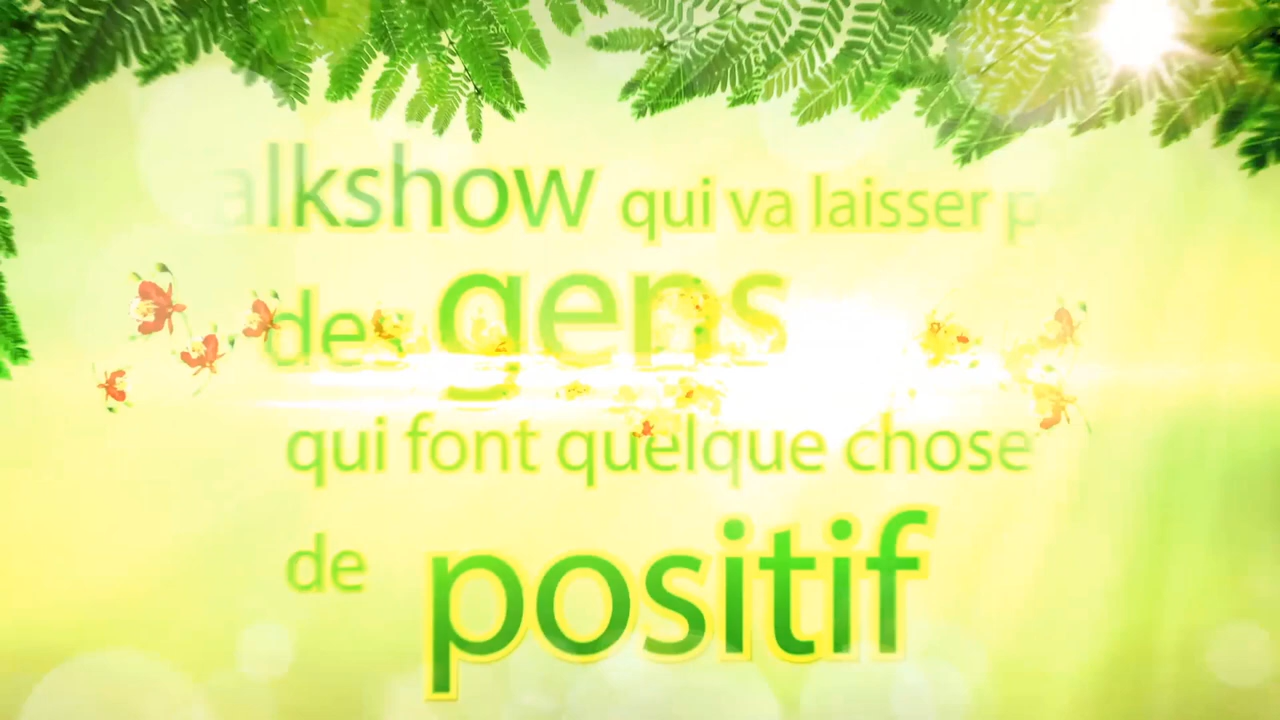 alkshow qui va laisser
des gens
qui font quelque chose
de positif